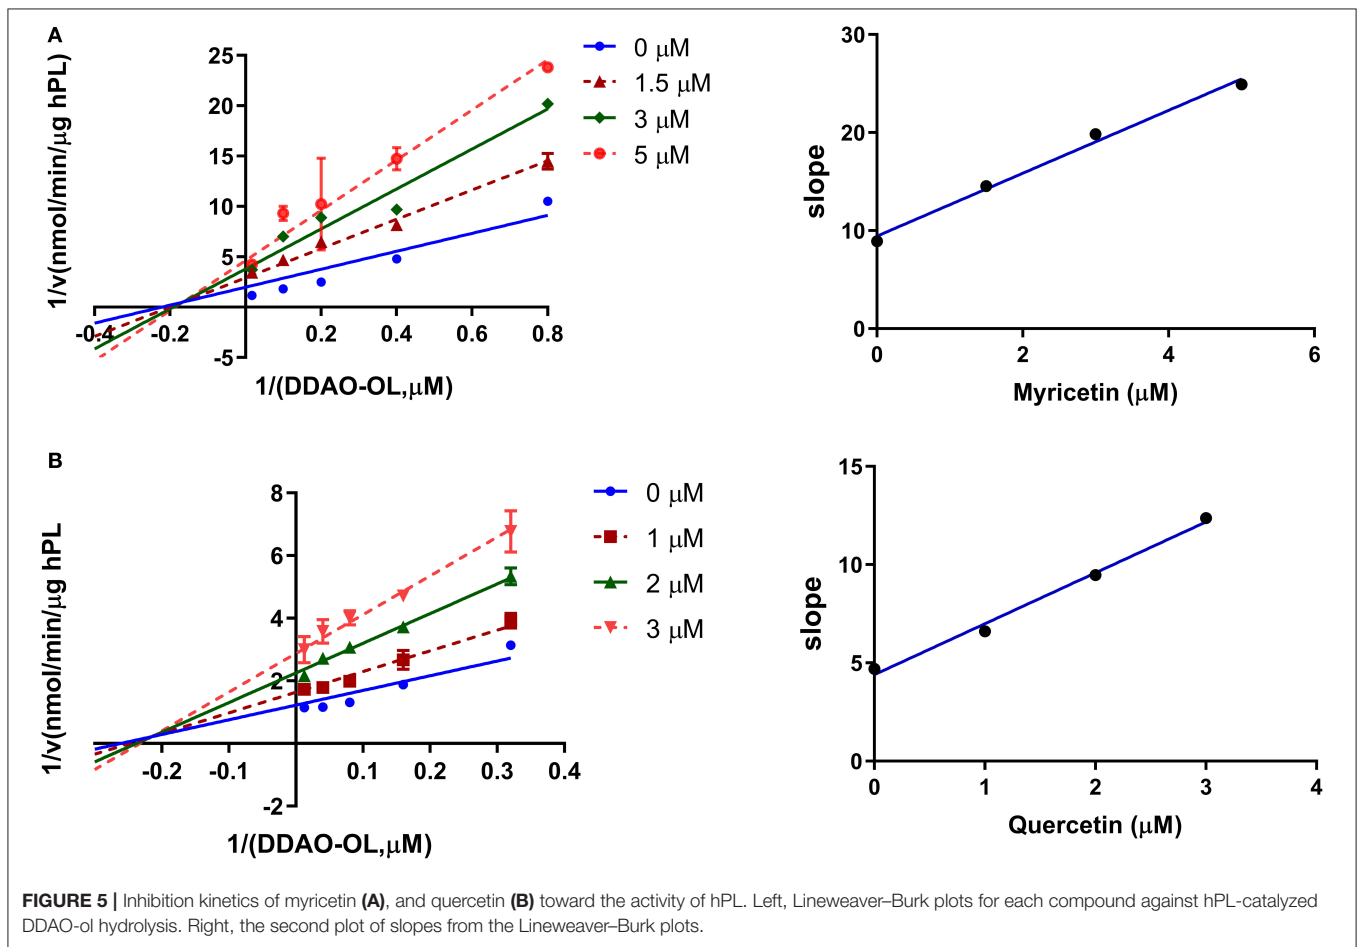 A
1/v(nmol/min/μg hPL)
25
20
15
10
5
-5
-0.4 -0.2 0.0 0.2 0.4 0.6 0.8
1/(DDAO-OL,μM)
0 μM
1.5 μM
3 μM
5 μM
slope
30
20
10
0
0 2 4 6
Myricetin (μM)
B
1/v(nmol/min/μg hPL
8
6
4
2
-2
-0.2 -0.1 0.1 0.2 0.3 0.4
1/(DDAO-OL,μM)
0 μM
1 μM
2 μM
3 μM
slope
15
10
5
0
0 1 2 3 4
Quercetin (μM)
FIGURE 5 | Inhibition kinetics of myricetin (A), and quercetin (B) toward the activity of hPL. Left, Lineweaver–Burk plots for each compound against hPL-catalyzed
DDAO-ol hydrolysis. Right, the second plot of slopes from the Lineweaver–Burk plots.